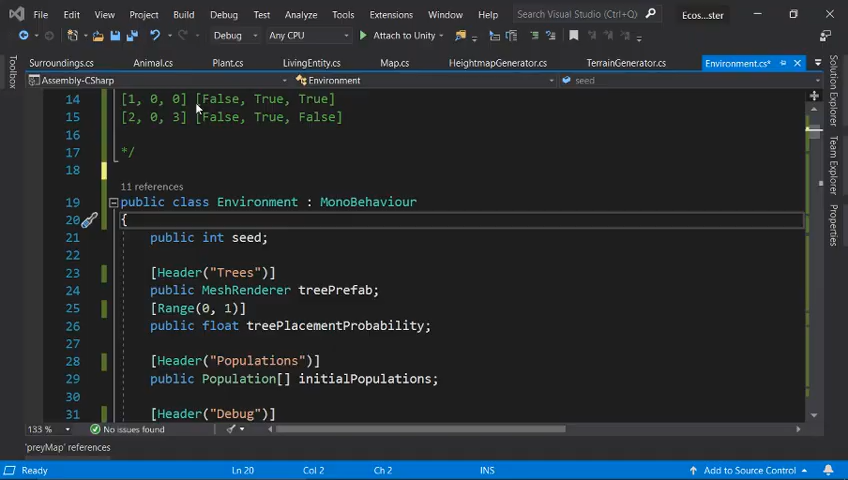 File Edit View Project Build Debug Test Analyze Tools Extensions Window Help Search Visual Studio (Ctrl+Q) Ecos...ster
Debug Any CPU Attach to Unity
Surroundings.cs Animal.cs Plant.cs LivingEntity.cs Map.cs HeightmapGenerator.cs TerrainGenerator.cs Environment.cs*
Assembly-CSharp Environment seed
14 [1, 0, 0] [False, True, True]
15 [2, 0, 3] [False, True, False]
16
17 */
18
11 references
19 public class Environment : MonoBehaviour
20 {
21 public int seed;
22
23 [Header("Trees")]
24 public MeshRenderer treePrefab;
25 [Range(0, 1)]
26 public float treePlacementProbability;
27
28 [Header("Populations")]
29 public Population[] initialPopulations;
30
31 [Header("Debug")]
133 % No issues found
'preyMap' references
Ready Ln 20 Col 2 Ch 2 INS Add to Source Control
Toolbox
Solution Explorer
Team Explorer
Properties